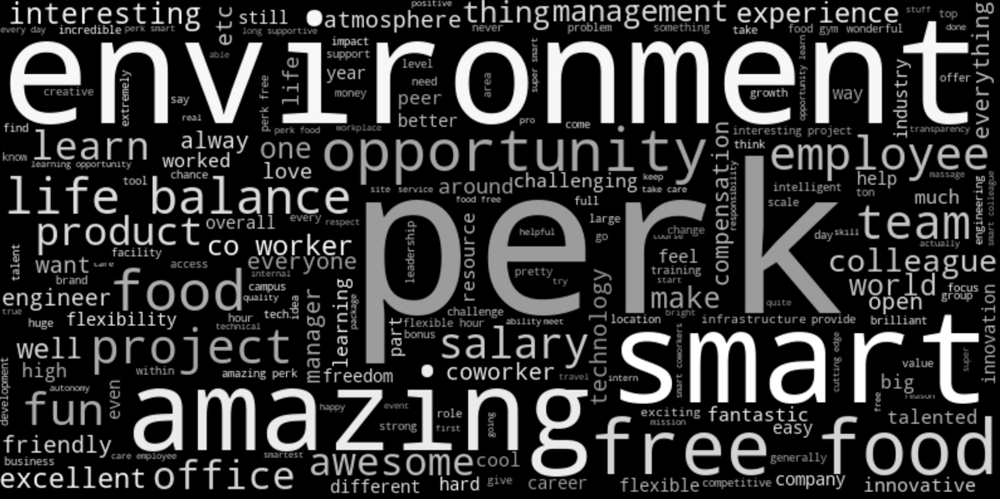 interesting
etc
still
atmosphere
positive
thing
management
experience
stuff
top
everything
every day
incredible
perk smart
long supportive
never
problem
something
take
food gym
wonderful
done
environment
able
impact
support
life
year
money
level
need
peer
better
area
super smart
opportunity learn
growth
way
industry
offer
creative
extremely
say
real
perk free
find
perk food
workplace
pro
come
interesting project
transparency
learn
alway
one
opportunity
compensation
think
employee
know
learning opportunity
worked
love
chance
life balance
tool
site
service
around
challenging
keep
take care
responsibility
help
massage
engineering
smart colleague
intelligent
ton
food free
full
scale
much
perk
product
overall
every
respect
resource
large
change
course
team
helpful
go
day
skill
actually
leadership
co worker
talent
facility
want
care
access
everyone
internal
feel
training
start
colleague
pretty
try
brand
food
campus
quality
engineer
idea
manager
learning
package
technology
make
world
focus
group
open
innovation
quite
true
huge
flexibility
hour
tech
technical
challenge
bright
part
flexible hour
ability
meet
location
infrastructure
provide
brilliant
bonus
salary
smart
well
project
high
within
amazing perk
freedom
coworker
travel
intern
smart coworkers
cutting edge
value
super
big
reason
development
autonomy
fun
even
amazing
happy
event
role
strong
first
going
exciting
mission
fantastic
easy
free
talented
friendly
care employee
smartest
free food
business
awesome
cool
generally
excellent
office
different
hard
give
career
flexible
competitive
company
innovative